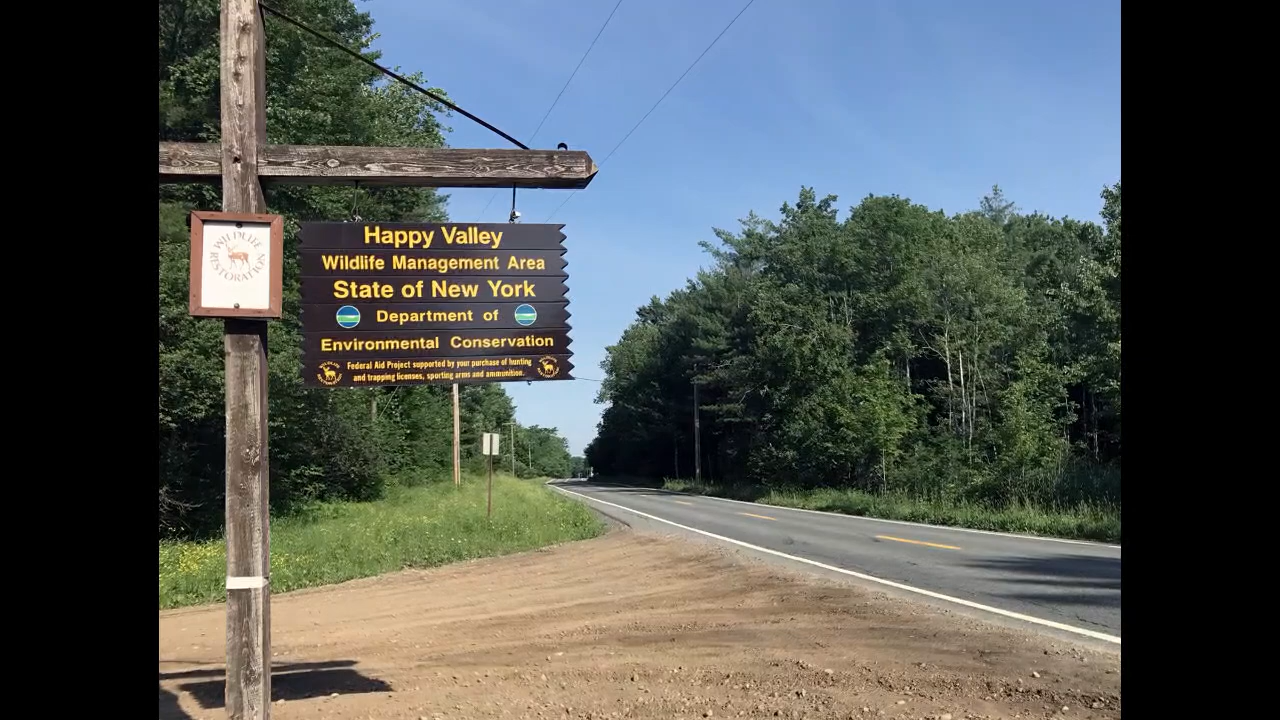 WILDLIFE
RESTORATION
Happy Valley
Wildlife Management Area
State of New York
Department of
Environmental Conservation
Federal Aid Project supported by your purchase of hunting
and trapping licenses, sporting arms and ammunition.